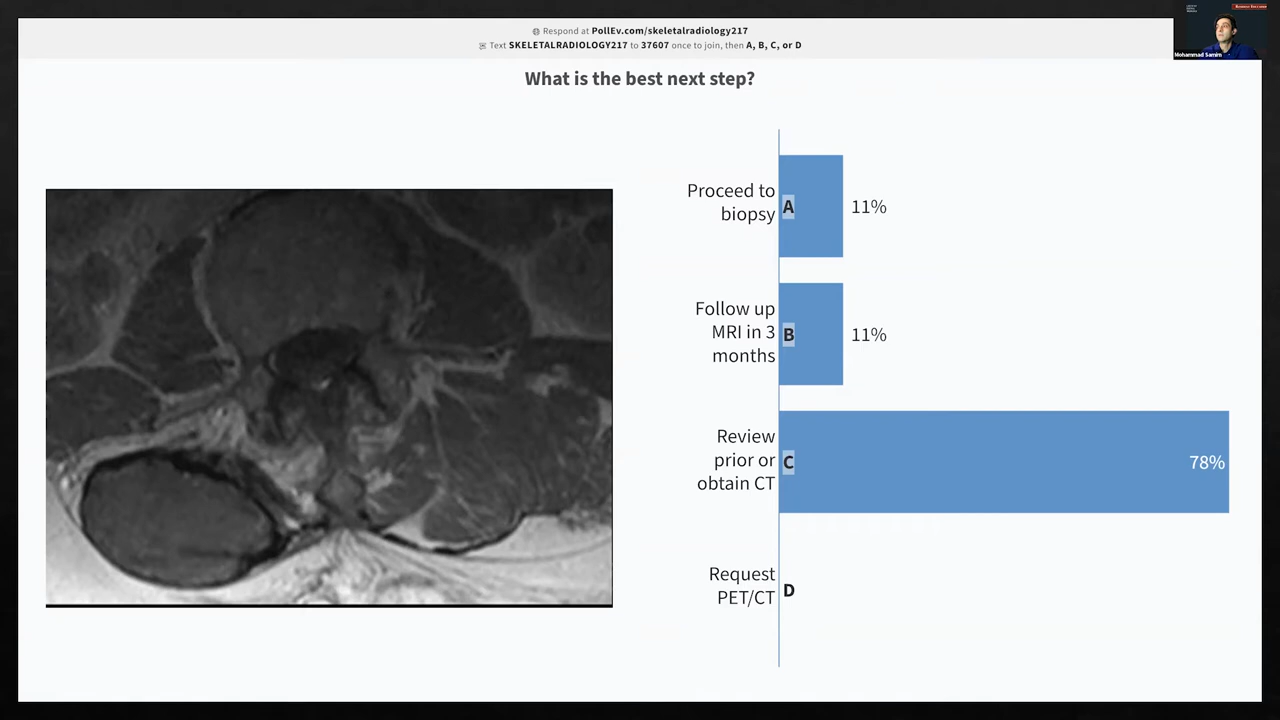 Respond at PollEv.com/skeletalradiology217
Text SKELETALRADIOLOGY217 to 37607 once to join, then A, B, C, or D
Mohammad Samim
What is the best next step?
Proceed to
biopsy
A
11%
Follow up
MRI in 3
months
B
11%
Review
prior or
obtain CT
C
78%
Request
PET/CT
D